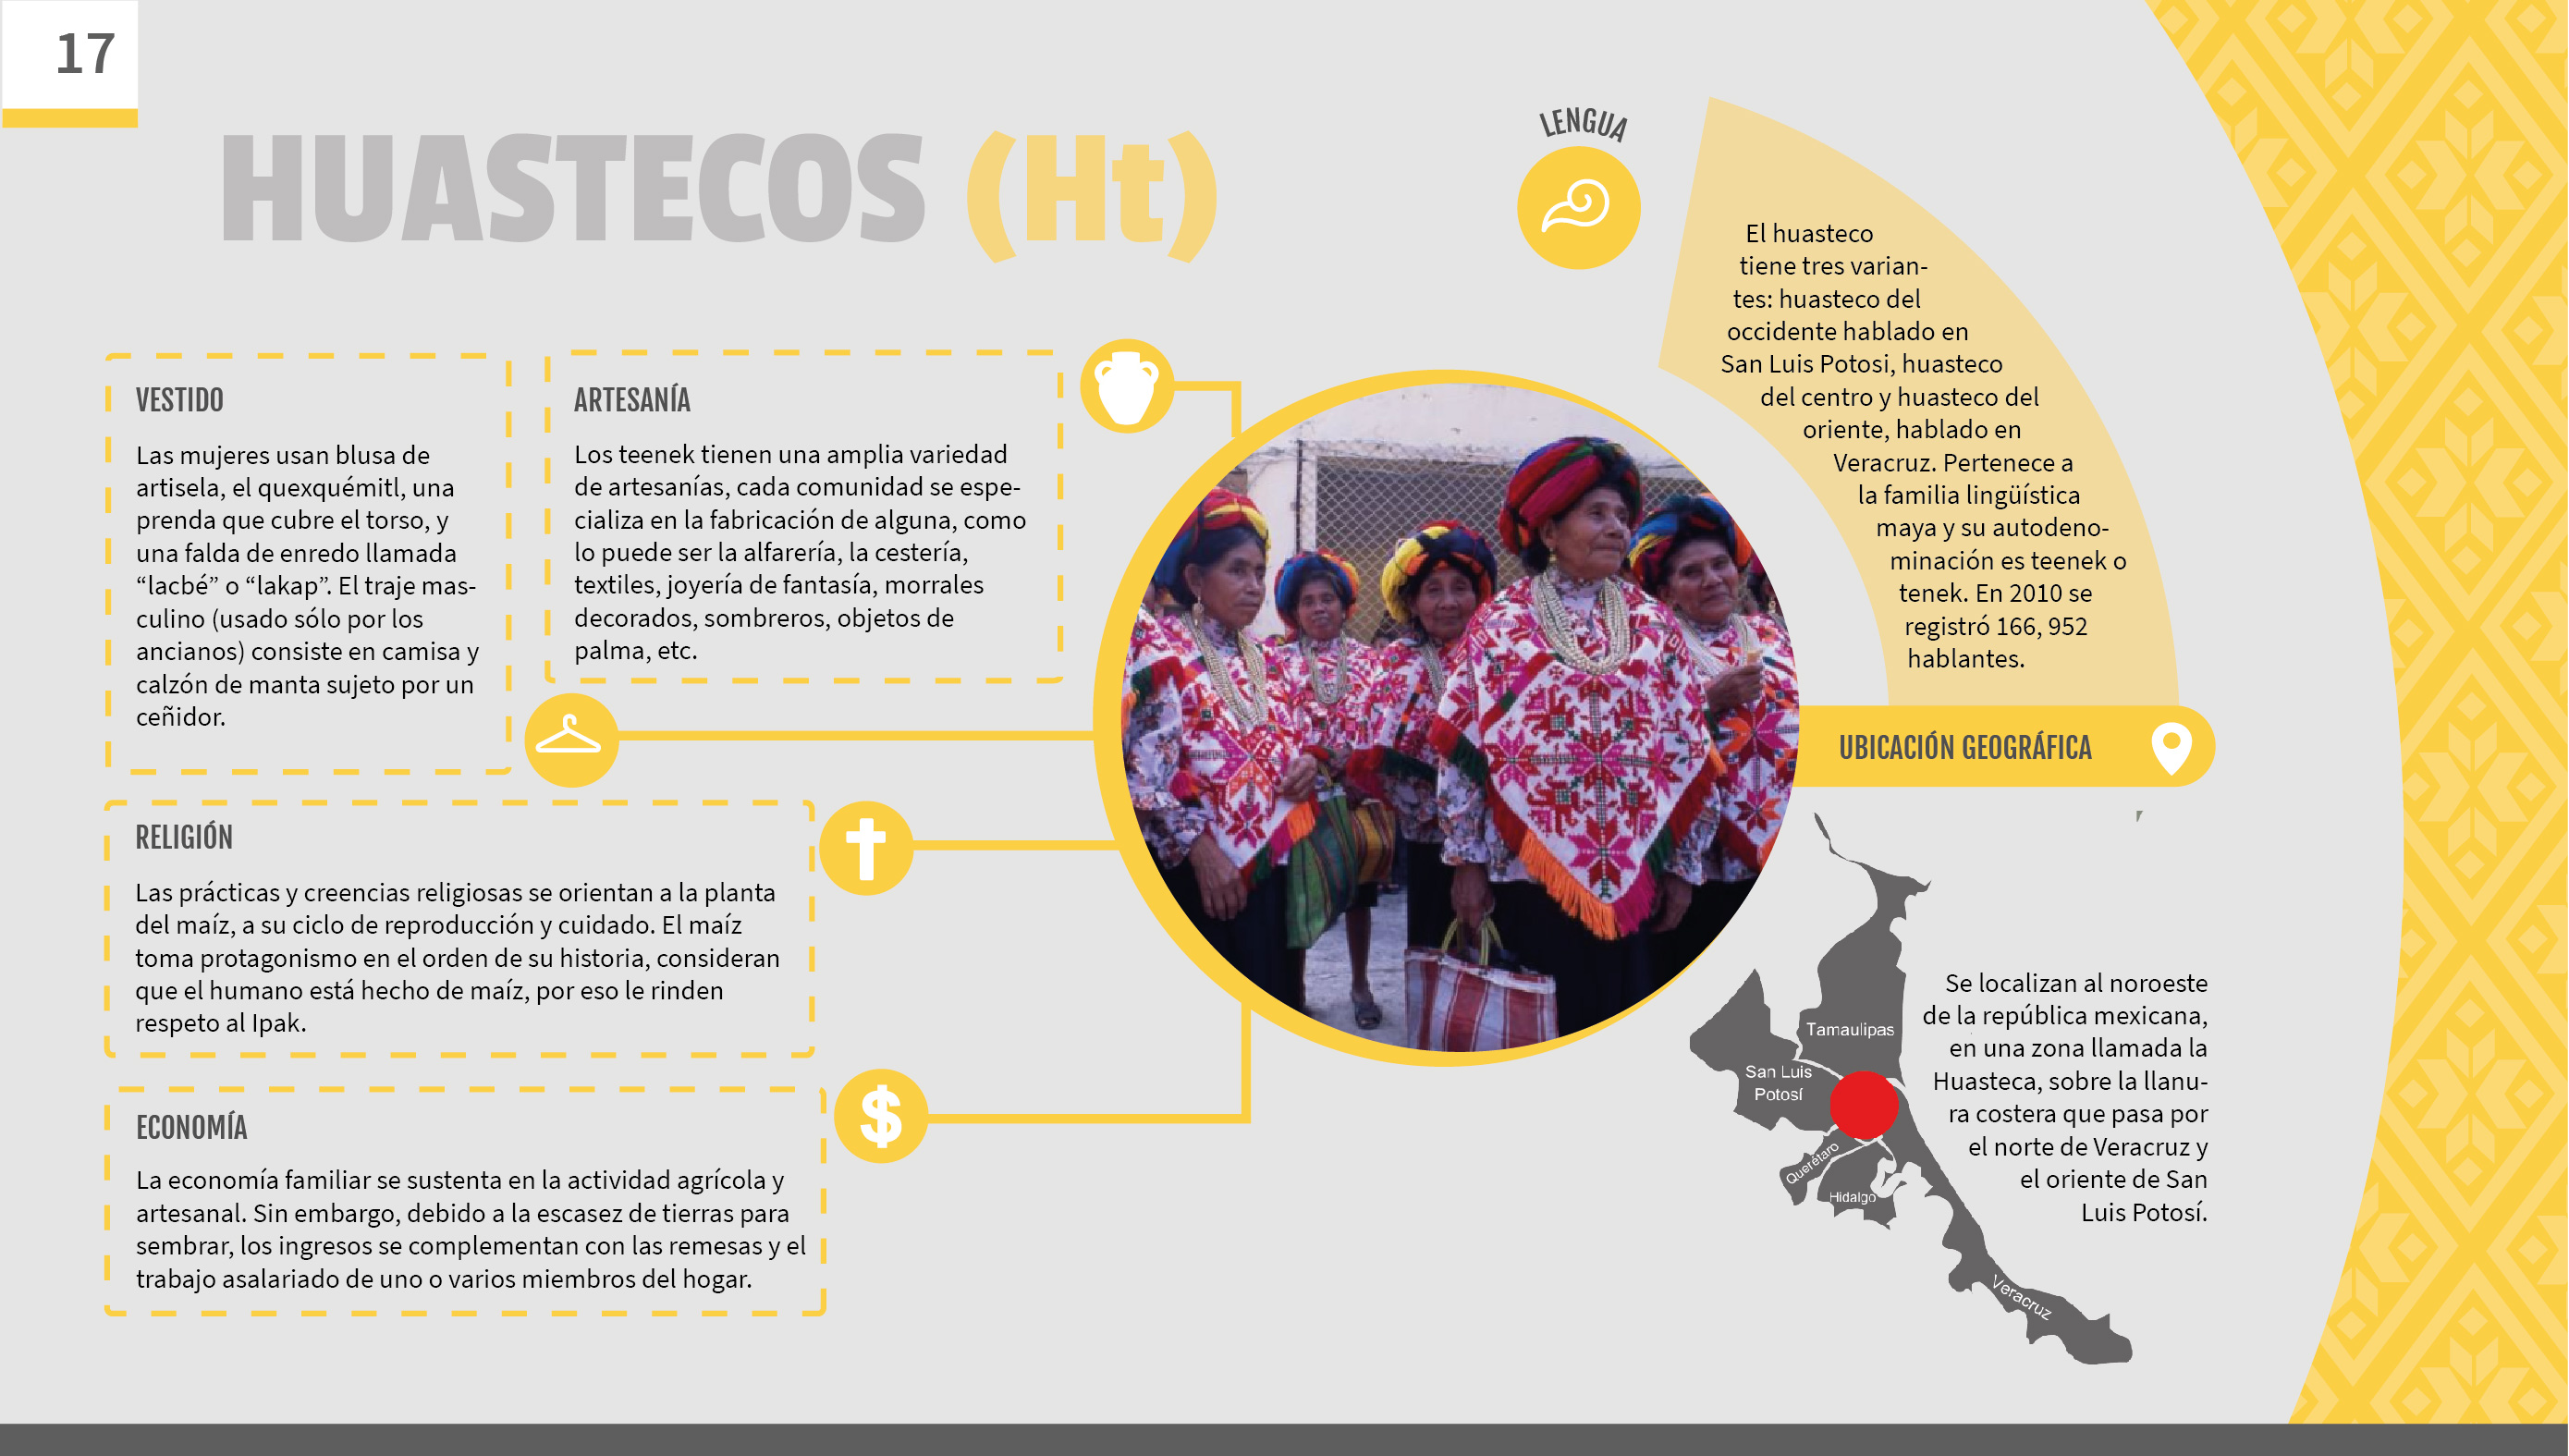 17
HUASTECOS (Ht)
VESTIDO
Las mujeres usan blusa de
artisela, el quexquémitl, una
prenda que cubre el torso, y
una falda de enredo llamada
“lacbé” o “lakap”. El traje mas-
culino (usado sólo por los
ancianos) consiste en camisa y
calzón de manta sujeto por un
ceñidor.
ARTESANÍA
Los teenek tienen una amplia variedad
de artesanías, cada comunidad se espe-
cializa en la fabricación de alguna, como
lo puede ser la alfarería, la cestería,
textiles, joyería de fantasía, morrales
decorados, sombreros, objetos de
palma, etc.
RELIGIÓN
Las prácticas y creencias religiosas se orientan a la planta
del maíz, a su ciclo de reproducción y cuidado. El maíz
toma protagonismo en el orden de su historia, consideran
que el humano está hecho de maíz, por eso le rinden
respeto al Ipak.
ECONOMÍA
La economía familiar se sustenta en la actividad agrícola y
artesanal. Sin embargo, debido a la escasez de tierras para
sembrar, los ingresos se complementan con las remesas y el
trabajo asalariado de uno o varios miembros del hogar.
LENGUA
El huasteco
tiene tres varian-
tes: huasteco del
occidente hablado en
San Luis Potosi, huasteco
del centro y huasteco del
oriente, hablado en
Veracruz. Pertenece a
la familia lingüística
maya y su autodeno-
minación es teenek o
tenek. En 2010 se
registró 166, 952
hablantes.
UBICACIÓN GEOGRÁFICA
Se localizan al noroeste
de la república mexicana,
en una zona llamada la
Huasteca, sobre la llanu-
ra costera que pasa por
el norte de Veracruz y
el oriente de San
Luis Potosí.
Tamaulipas
San Luis
Potosí
Querétaro
Hidalgo
Veracruz